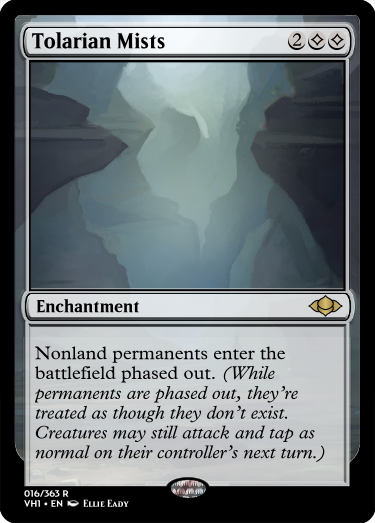 Tolarian Mists 2
Enchantment
Nonland permanents enter the
battlefield phased out. (While
permanents are phased out, they're
treated as though they don't exist.
Creatures may still attack and tap as
normal on their controller's next turn.)
016/363 R
VH1 • EN Ellie Eady